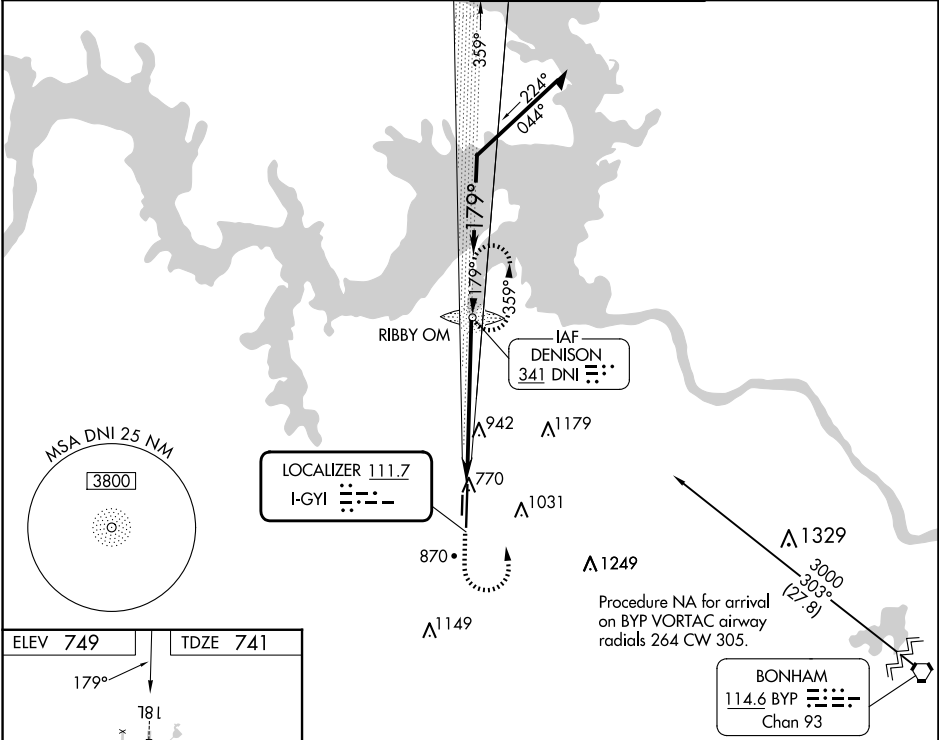 359°
224°
044°
179°
179°
359°
RIBBY OM
IAF
DENISON
341 DNI
942
1179
MSA DNI 25 NM
3800
LOCALIZER 111.7
I-GYI
770
1031
870
1249
1329
3000
303°
(27.8)
Procedure NA for arrival
on BYP VORTAC airway
radials 264 CW 305.
1149
ELEV 749
TDZE 741
179°
18L
BONHAM
114.6 BYP
Chan 93